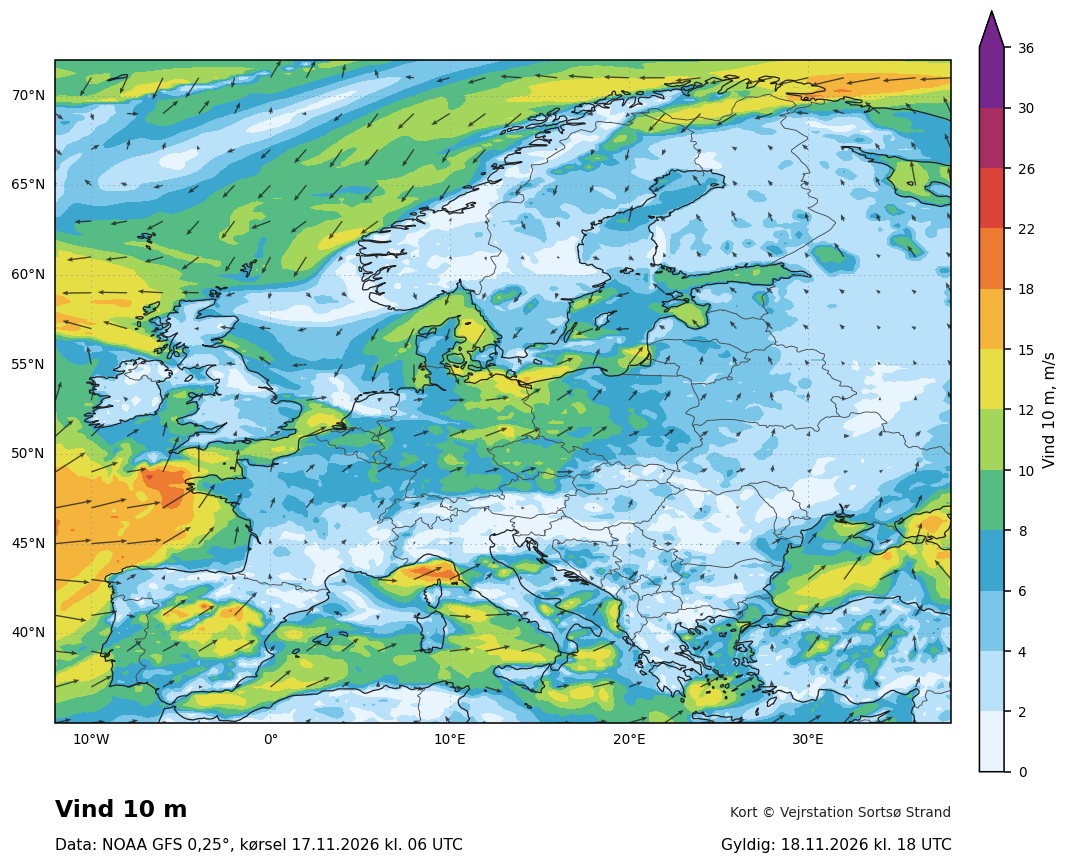 36
30
26
22
18
15
12
10
8
6
4
2
0
Vind 10 m, m/s
70°N
65°N
60°N
55°N
50°N
45°N
40°N
10°W
0°
10°E
20°E
30°E
Vind 10 m
Kort © Vejrstation Sortsø Strand
Data: NOAA GFS 0,25°, kørsel 17.11.2026 kl. 06 UTC
Gyldig: 18.11.2026 kl. 18 UTC